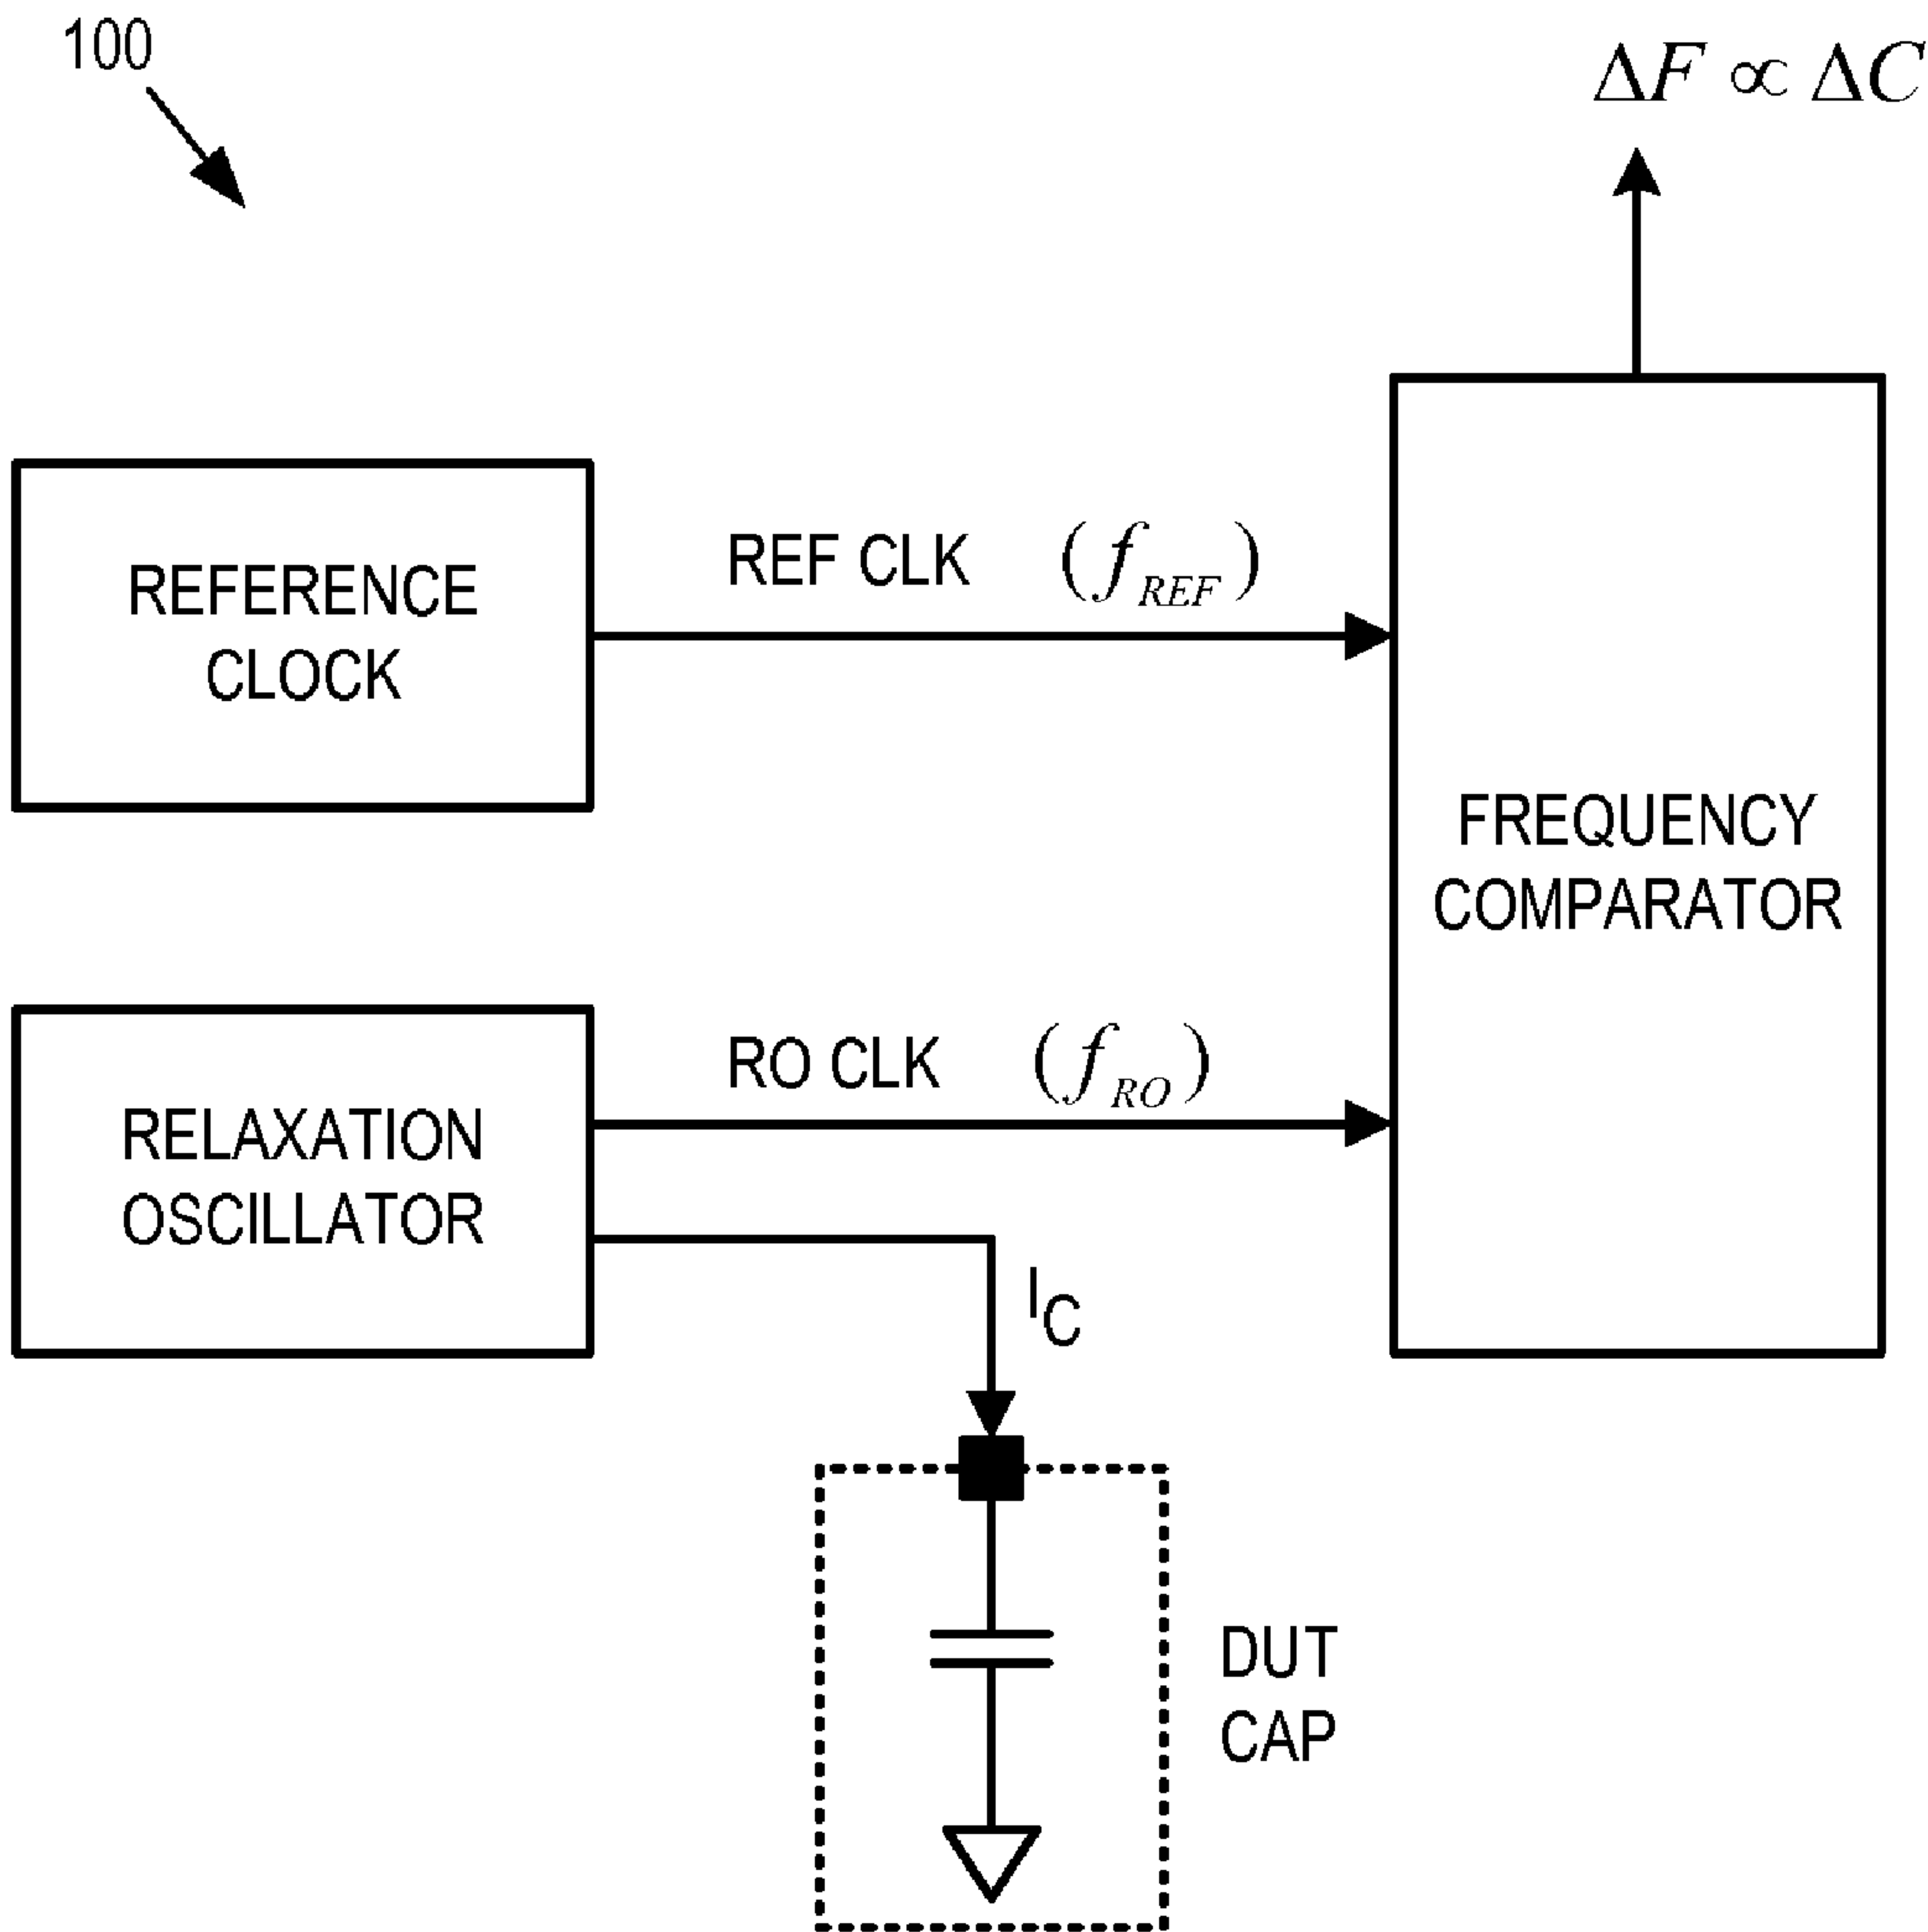 100
ΔF ∝ ΔC
REFERENCE
CLOCK
REF CLK (f_REF)
FREQUENCY
COMPARATOR
RELAXATION
OSCILLATOR
RO CLK (f_RO)
I_C
DUT
CAP